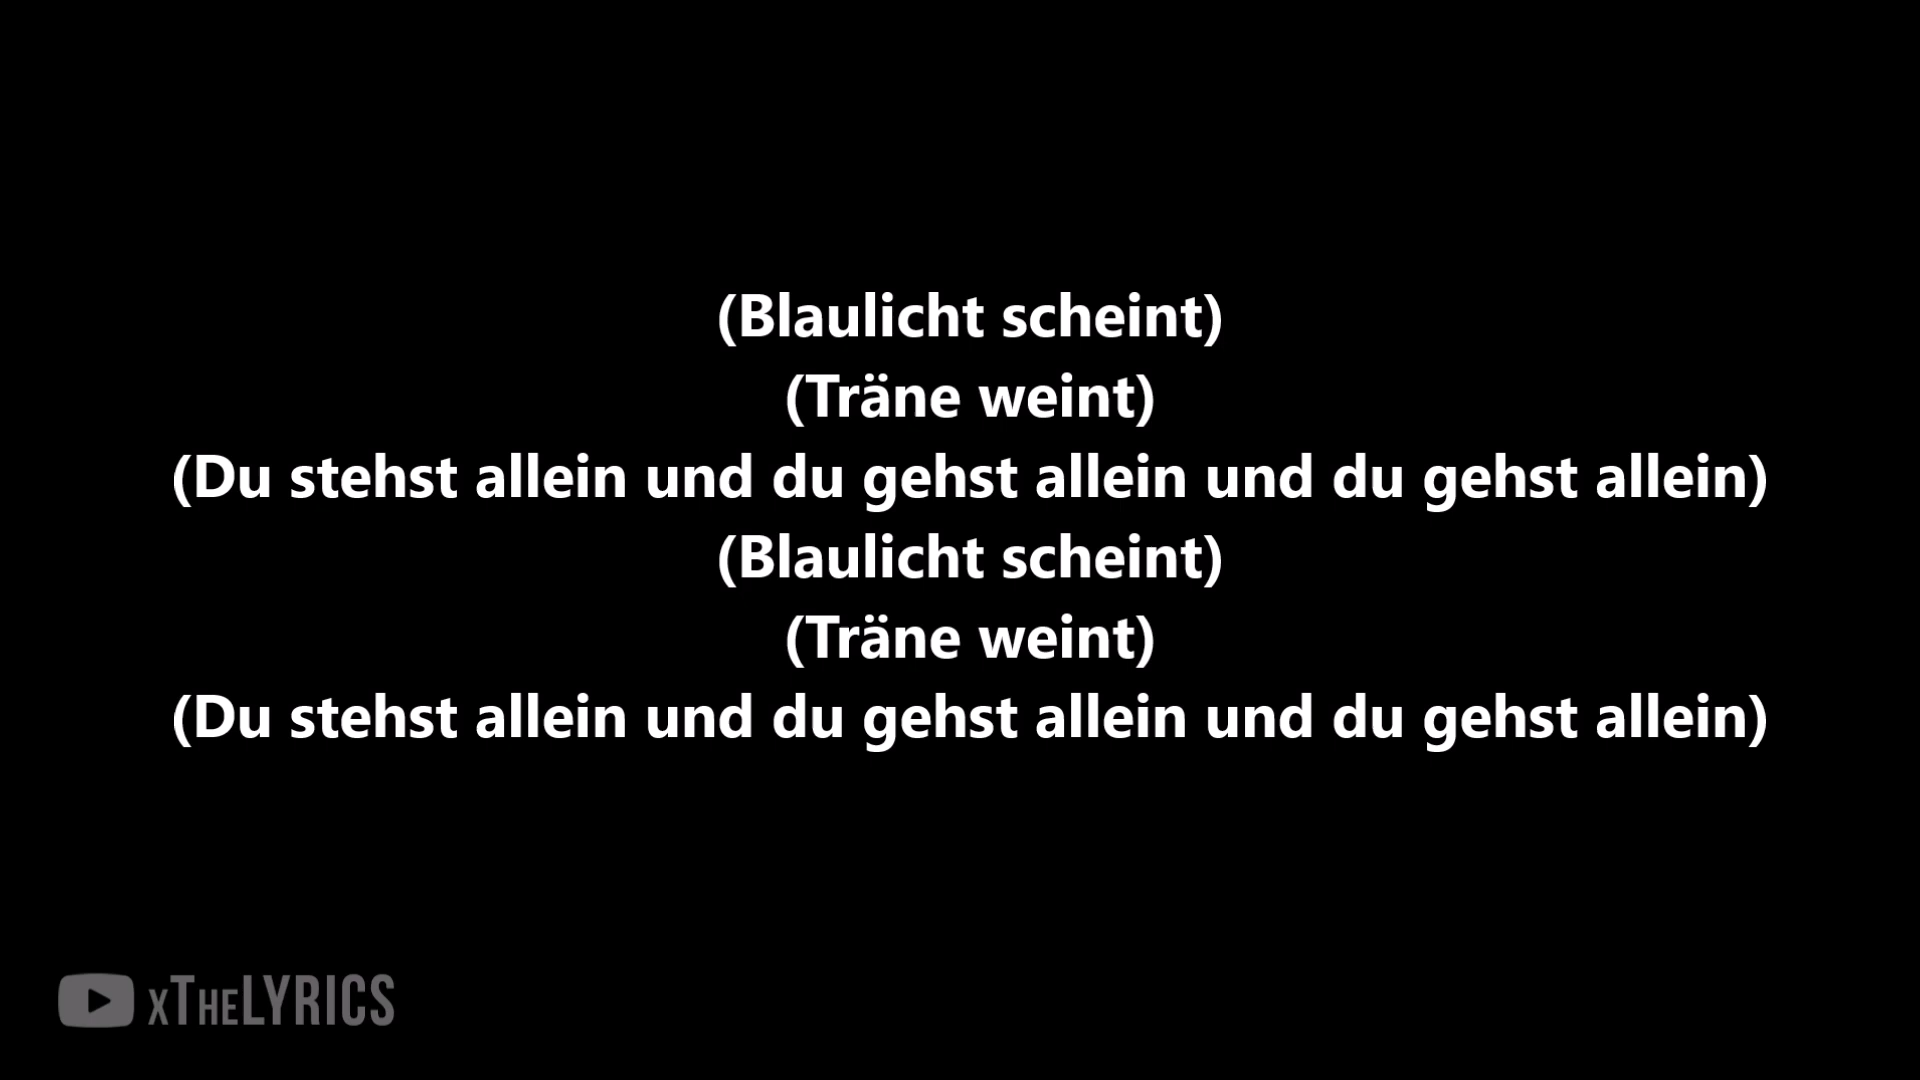 (Blaulicht scheint)
(Träne weint)
(Du stehst allein und du gehst allein und du gehst allein)
(Blaulicht scheint)
(Träne weint)
(Du stehst allein und du gehst allein und du gehst allein)
xTheLYRICS